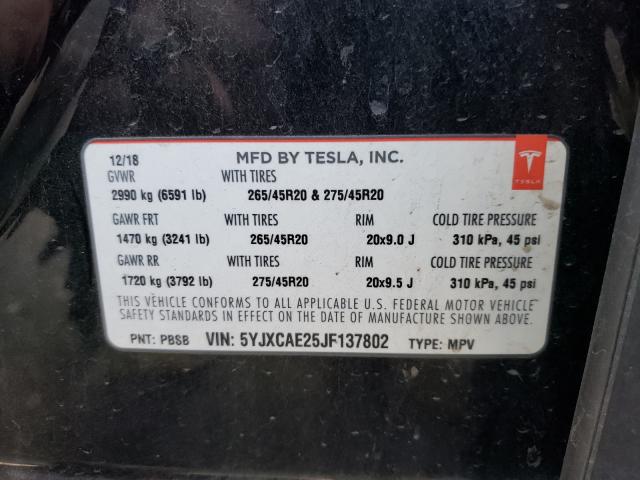 12/18 MFD BY TESLA, INC.
GVWR WITH TIRES
2990 kg (6591 lb) 265/45R20 & 275/45R20
GAWR FRT WITH TIRES RIM COLD TIRE PRESSURE
1470 kg (3241 lb) 265/45R20 20x9.0 J 310 kPa, 45 psi
GAWR RR WITH TIRES RIM COLD TIRE PRESSURE
1720 kg (3792 lb) 275/45R20 20x9.5 J 310 kPa, 45 psi
THIS VEHICLE CONFORMS TO ALL APPLICABLE U.S. FEDERAL MOTOR VEHICLE
SAFETY STANDARDS IN EFFECT ON THE DATE OF MANUFACTURE SHOWN ABOVE.
PNT: PBSB VIN: 5YJXCAE25JF137802 TYPE: MPV
TESLA